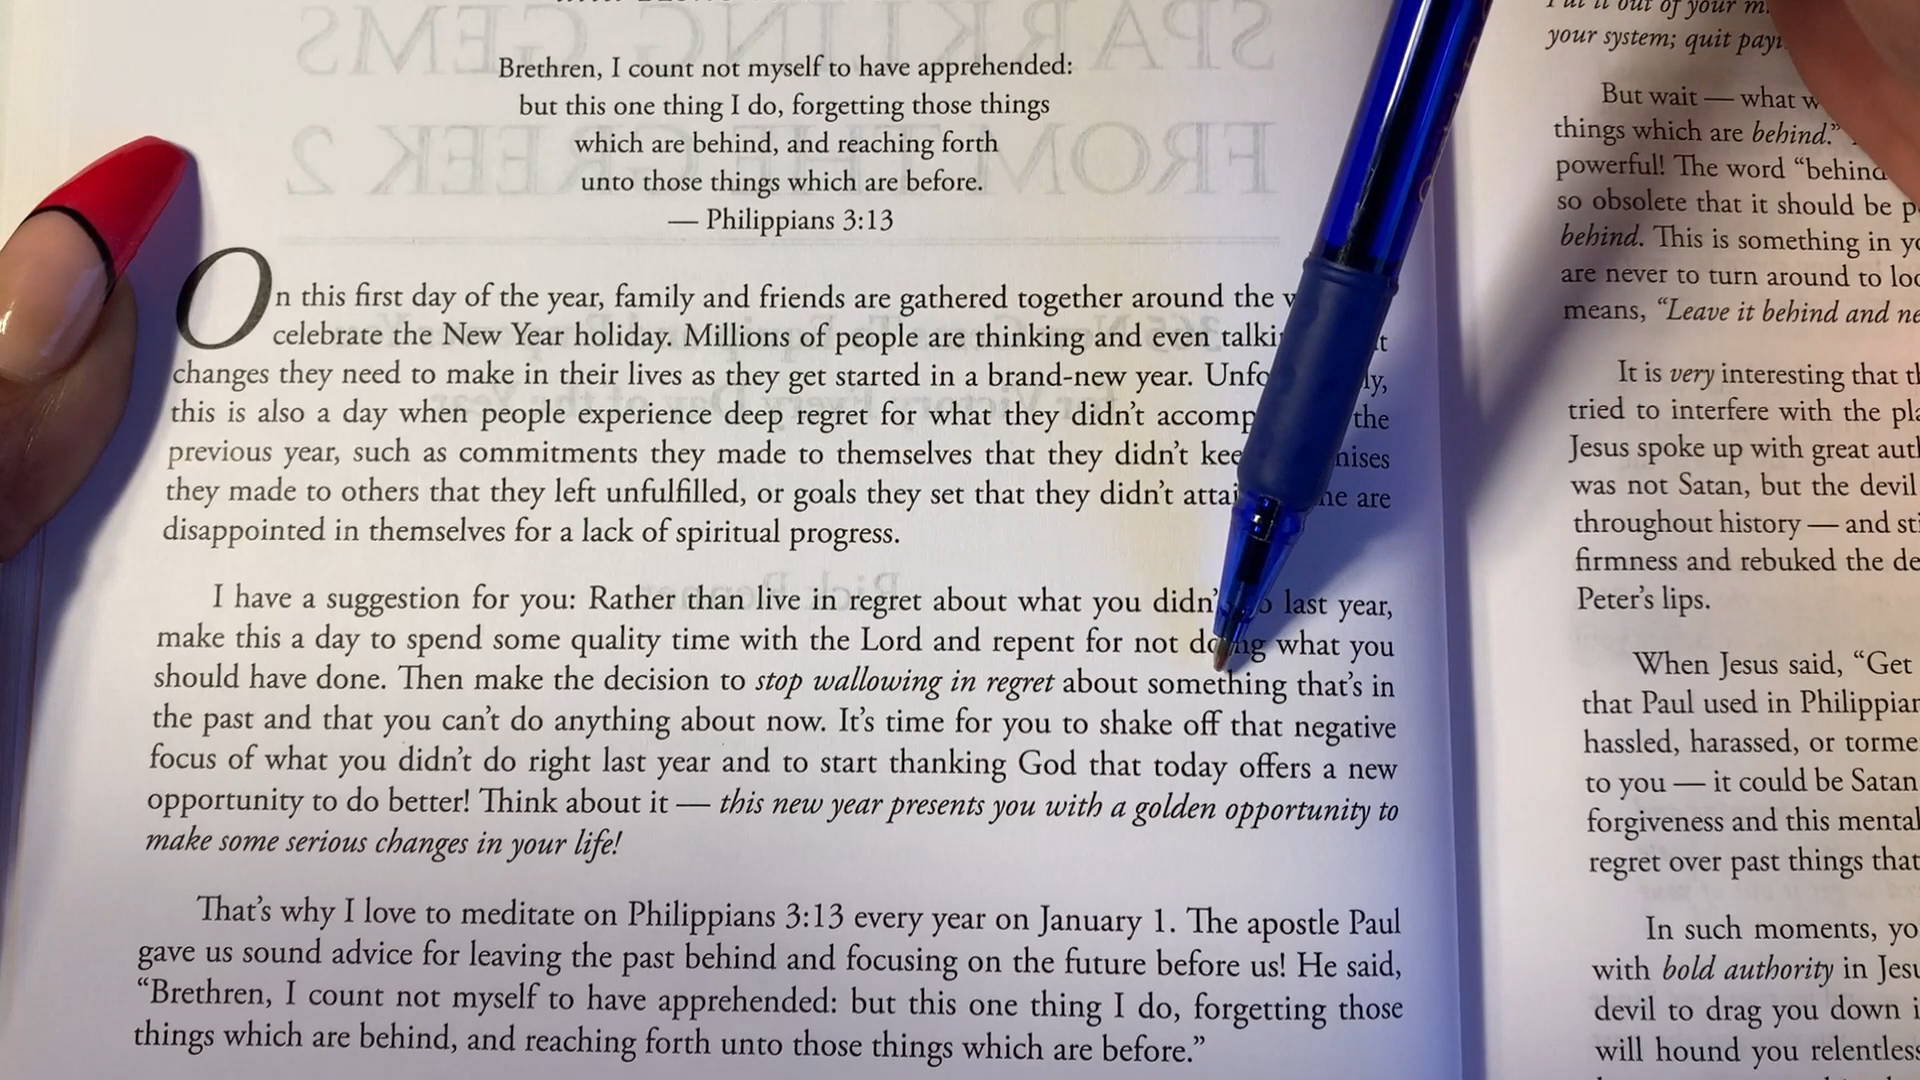 Brethren, I count not myself to have apprehended:
but this one thing I do, forgetting those things
which are behind, and reaching forth
unto those things which are before.
— Philippians 3:13
On this first day of the year, family and friends are gathered together around the
celebrate the New Year holiday. Millions of people are thinking and even
changes they need to make in their lives as they get started in a brand-new year.
this is also a day when people experience deep regret for what they didn't the
previous year, such as commitments they made to themselves that they didn't
they made to others that they left unfulfilled, or goals they set that they didn't are
disappointed in themselves for a lack of spiritual progress.
I have a suggestion for you: Rather than live in regret about what you last year,
make this a day to spend some quality time with the Lord and repent for not doing what you
should have done. Then make the decision to stop wallowing in regret about something that's in
the past and that you can't do anything about now. It's time for you to shake off that negative
focus of what you didn't do right last year and to start thanking God that today offers a new
opportunity to do better! Think about it — this new year presents you with a golden opportunity to
make some serious changes in your life!
That's why I love to meditate on Philippians 3:13 every year on January 1. The apostle Paul
gave us sound advice for leaving the past behind and focusing on the future before us! He said,
“Brethren, I count not myself to have apprehended: but this one thing I do, forgetting those
things which are behind, and reaching forth unto those things which are before.”
your system; quit
But wait — what
things which are behind.”
powerful! The word
so obsolete that it should be
behind. This is something in
are never to turn around to
means, “Leave it behind and
It is very interesting that
tried to interfere with the
Jesus spoke up with great
was not Satan, but the devil
throughout history — and
firmness and rebuked the
Peter's lips.
When Jesus said, “Get
that Paul used in
hassled, harassed, or
to you — it could be Satan
forgiveness and this mental
regret over past things that
In such moments,
with bold authority in
devil to drag you down
will hound you